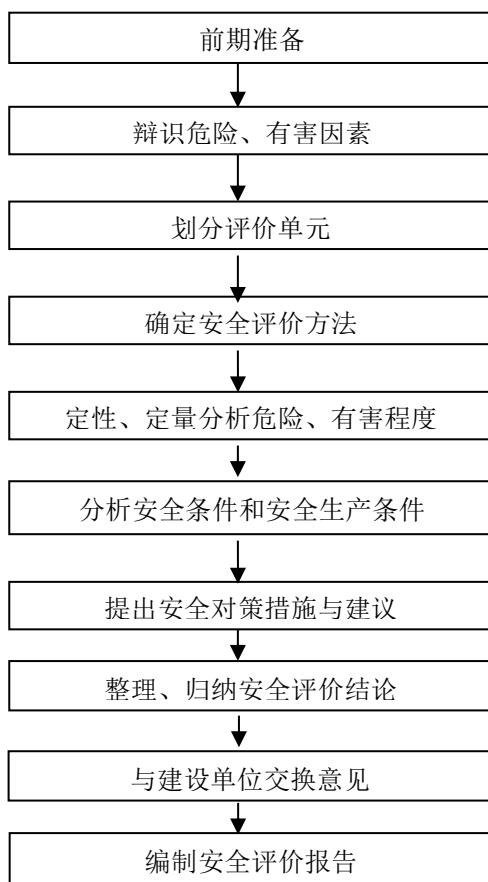 前期准备
辩识危险、有害因素
划分评价单元
确定安全评价方法
定性、定量分析危险、有害程度
分析安全条件和安全生产条件
提出安全对策措施与建议
整理、归纳安全评价结论
与建设单位交换意见
编制安全评价报告